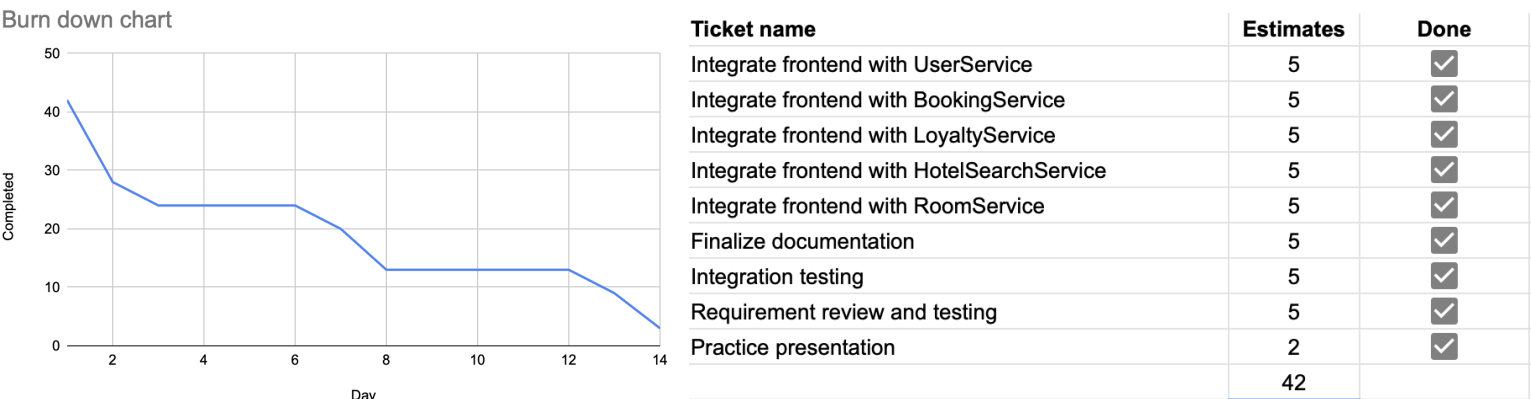 Burn down chart
50
40
30
20
10
0
Completed
2 4 6 8 10 12 14
Day
Ticket name Estimates Done
Integrate frontend with UserService 5
Integrate frontend with BookingService 5
Integrate frontend with LoyaltyService 5
Integrate frontend with HotelSearchService 5
Integrate frontend with RoomService 5
Finalize documentation 5
Integration testing 5
Requirement review and testing 5
Practice presentation 2
42